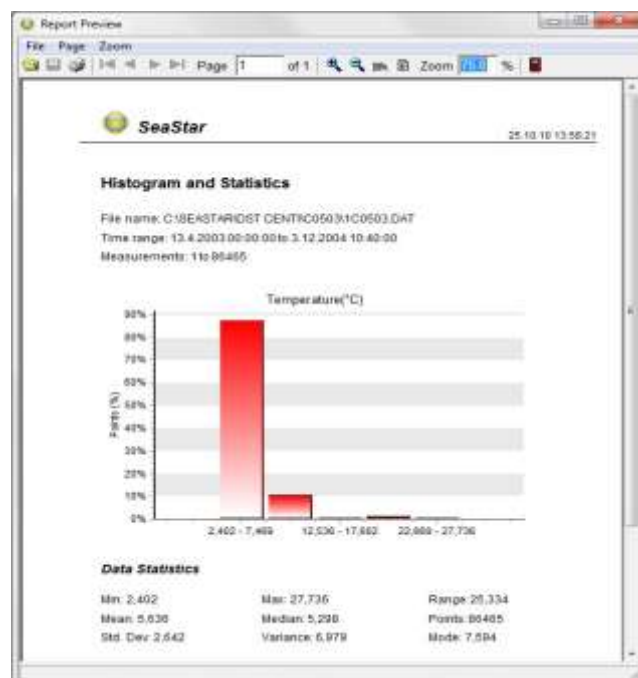 Report Preview
File Page Zoom
Page 1 of 1 Zoom %
SeaStar
25.10.10 13:56:21
Histogram and Statistics
File name: C:\SEASTAR\DST CENTI\C0503\1C0503.DAT
Time range: 13.4.2003 00:00:00 to 3.12.2004 10:40:00
Measurements: 1 to 86465
Temperature(°C)
90%
80%
70%
60%
50%
40%
30%
20%
10%
0%
Points (%)
2,402 - 7,469 12,536 - 17,602 22,669 - 27,736
Data Statistics
Min: 2,402 Max: 27,736 Range: 25,334
Mean: 5,636 Median: 5,298 Points: 86465
Std. Dev: 2,642 Variance: 6,979 Mode: 7,594